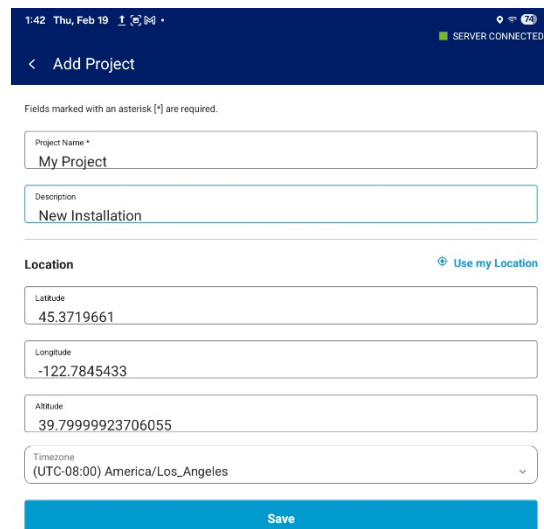 1:42 Thu, Feb 19
74
SERVER CONNECTED
Add Project
Fields marked with an asterisk [*] are required.
Project Name *
My Project
Description
New Installation
Location
Use my Location
Latitude
45.3719661
Longitude
-122.7845433
Altitude
39.79999923706055
Timezone
(UTC-08:00) America/Los_Angeles
Save